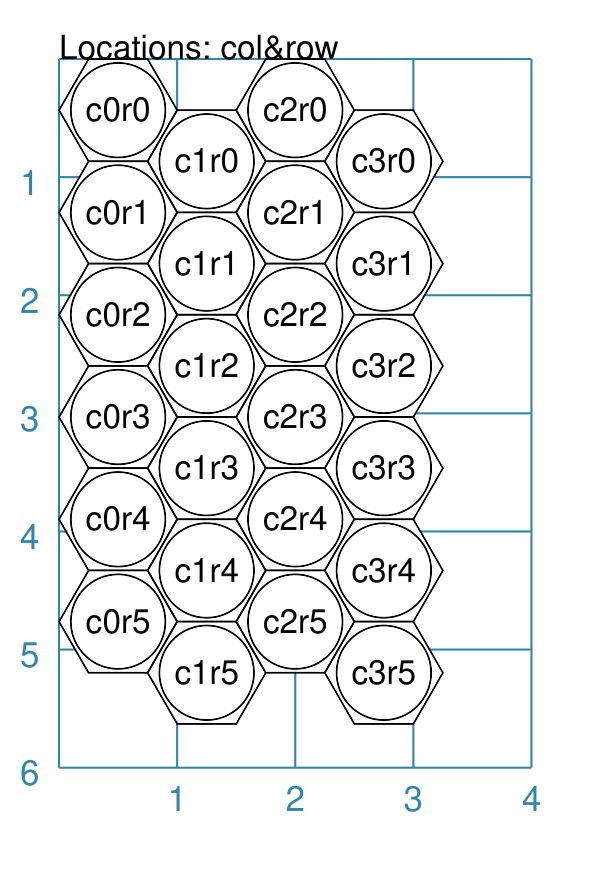 Locations: col&row
c0r0 c2r0
c1r0 c3r0
1
c0r1 c2r1
c1r1 c3r1
2
c0r2 c2r2
c1r2 c3r2
3
c0r3 c2r3
c1r3 c3r3
c0r4 c2r4
4
c1r4 c3r4
c0r5 c2r5
5
c1r5 c3r5
6
1 2 3 4